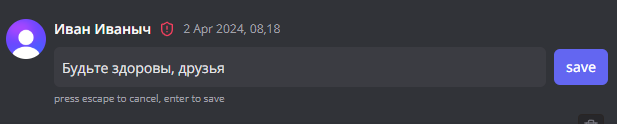 Иван Иваныч 2 Apr 2024, 08,18
Будьте здоровы, друзья
save
press escape to cancel, enter to save